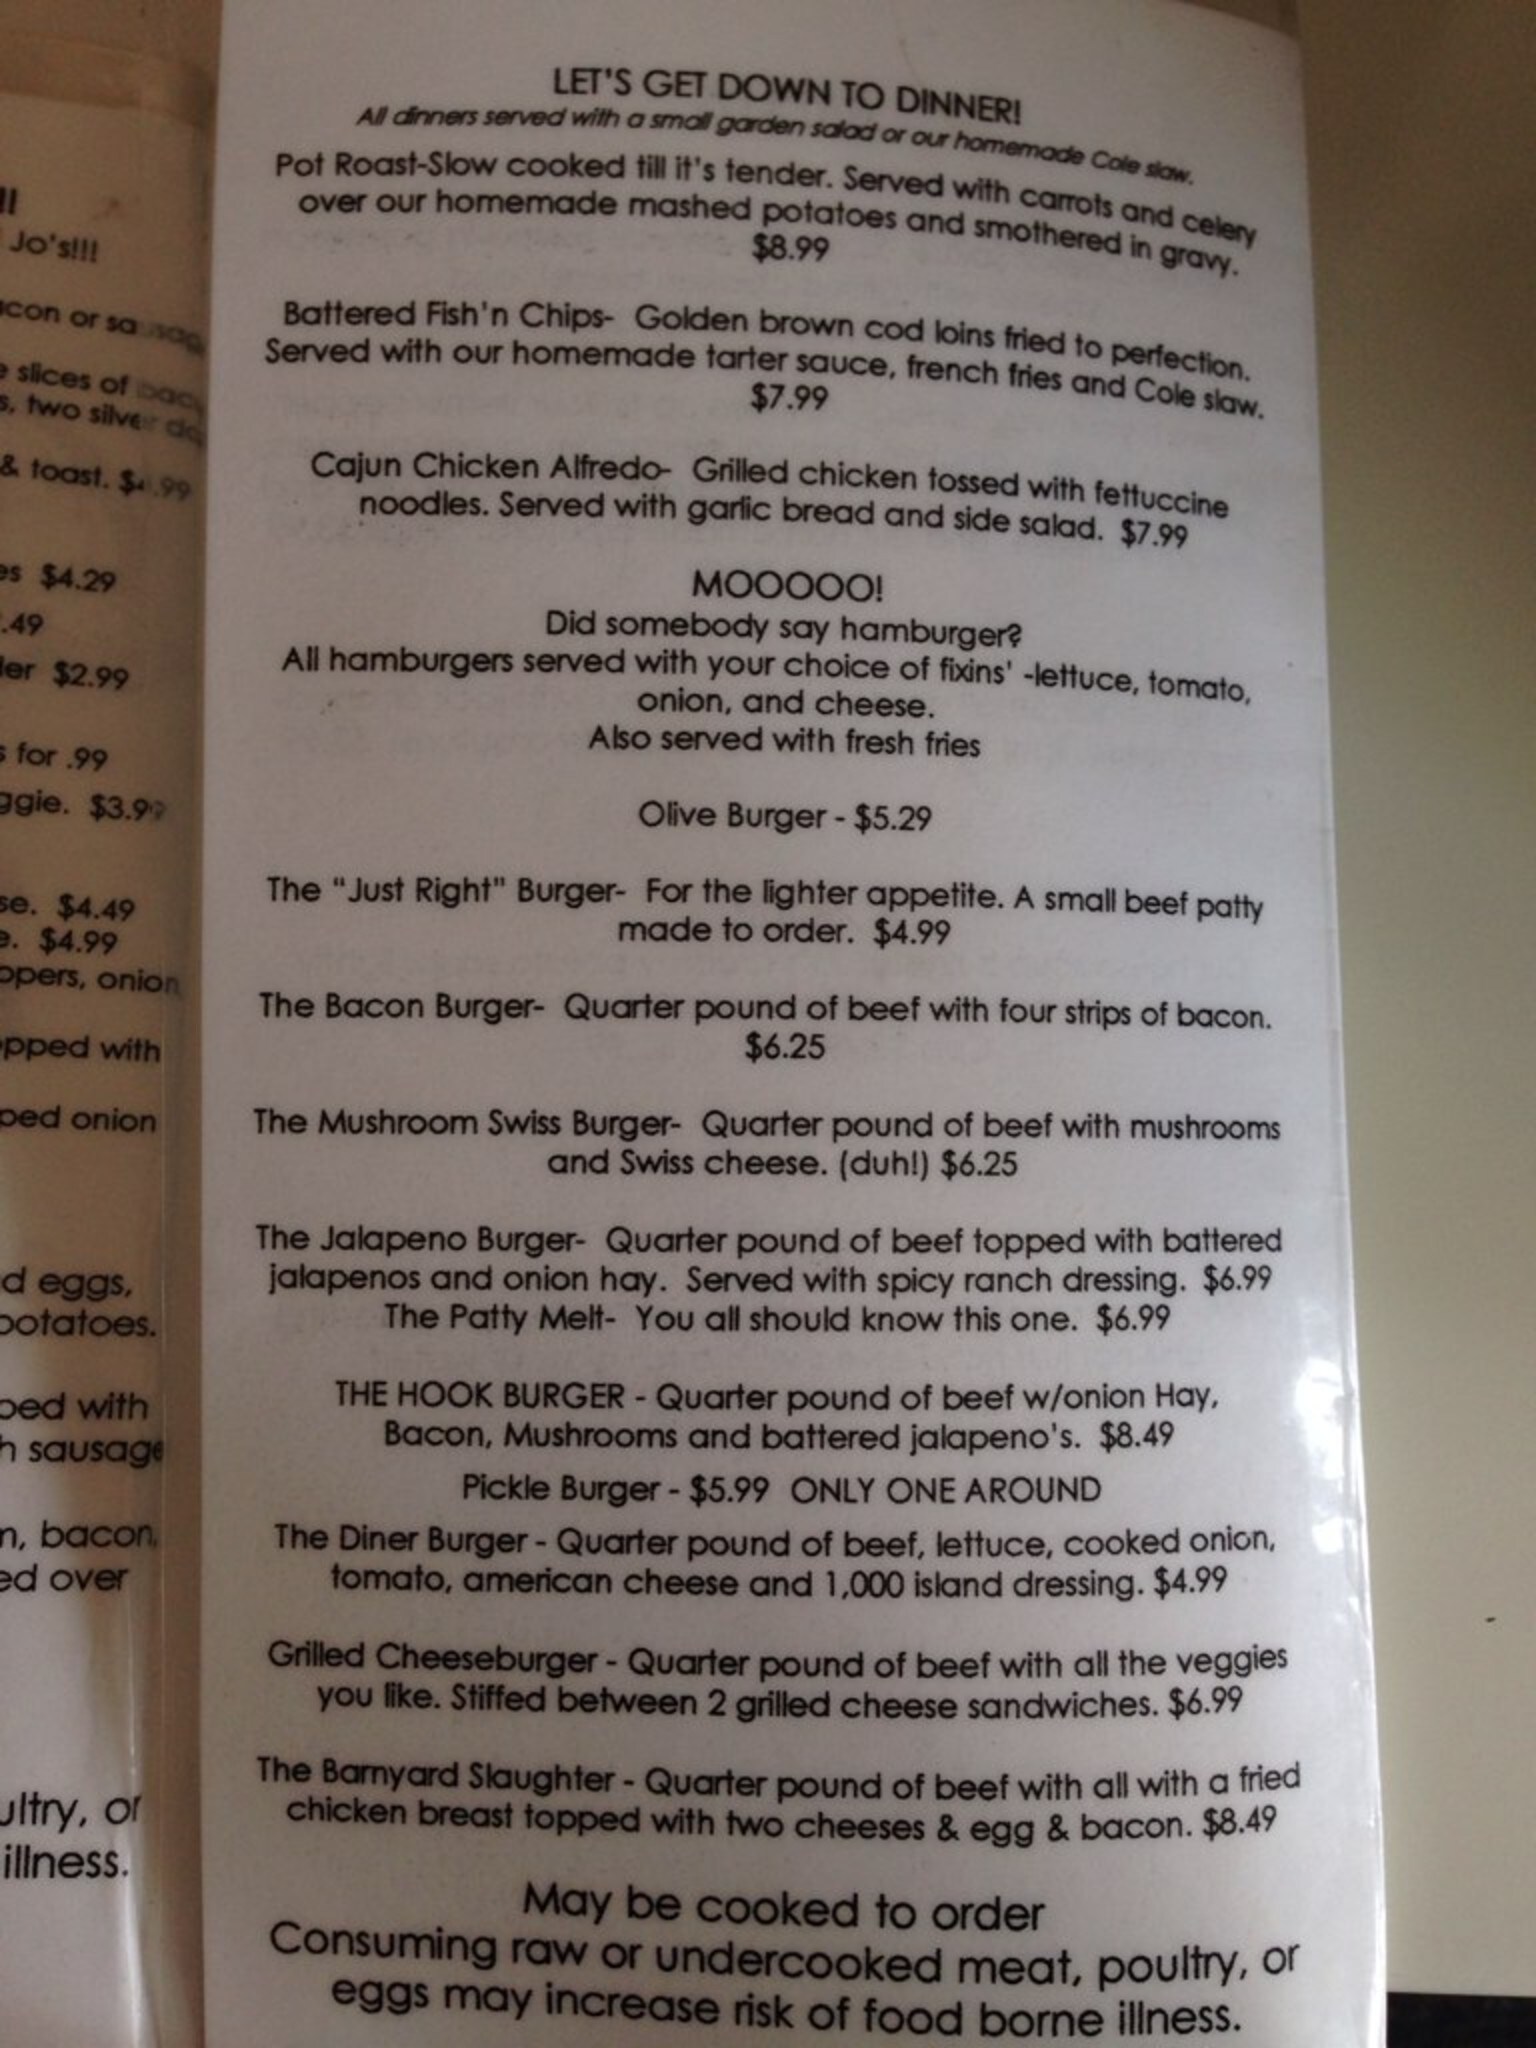 !!
Jo's!!!
or
slices of
two
& toast.
$4.29
.49
$2.99
for .99
$4.49
$4.99
onion
with
onion
eggs,
potatoes.
with
sausage
bacon,
over
or
illness.
LET'S GET DOWN TO DINNER!
All dinners served with a small garden salad or our homemade Cole slaw.
Pot Roast-Slow cooked till it's tender. Served with carrots and celery
over our homemade mashed potatoes and smothered in gravy.
$8.99
Battered Fish'n Chips- Golden brown cod loins fried to perfection.
Served with our homemade tarter sauce, french fries and Cole slaw.
$7.99
Cajun Chicken Alfredo- Grilled chicken tossed with fettuccine
noodles. Served with garlic bread and side salad. $7.99
MOOOOO!
Did somebody say hamburger?
All hamburgers served with your choice of fixins' -lettuce, tomato,
onion, and cheese.
Also served with fresh fries
Olive Burger - $5.29
The "Just Right" Burger- For the lighter appetite. A small beef patty
made to order. $4.99
The Bacon Burger- Quarter pound of beef with four strips of bacon.
$6.25
The Mushroom Swiss Burger- Quarter pound of beef with mushrooms
and Swiss cheese. (duh!) $6.25
The Jalapeno Burger- Quarter pound of beef topped with battered
jalapenos and onion hay. Served with spicy ranch dressing. $6.99
The Patty Melt- You all should know this one. $6.99
THE HOOK BURGER - Quarter pound of beef w/onion Hay,
Bacon, Mushrooms and battered jalapeno's. $8.49
Pickle Burger - $5.99 ONLY ONE AROUND
The Diner Burger - Quarter pound of beef, lettuce, cooked onion,
tomato, american cheese and 1,000 island dressing. $4.99
Grilled Cheeseburger - Quarter pound of beef with all the veggies
you like. Stiffed between 2 grilled cheese sandwiches. $6.99
The Barnyard Slaughter - Quarter pound of beef with all with a fried
chicken breast topped with two cheeses & egg & bacon. $8.49
May be cooked to order
Consuming raw or undercooked meat, poultry, or
eggs may increase risk of food borne illness.